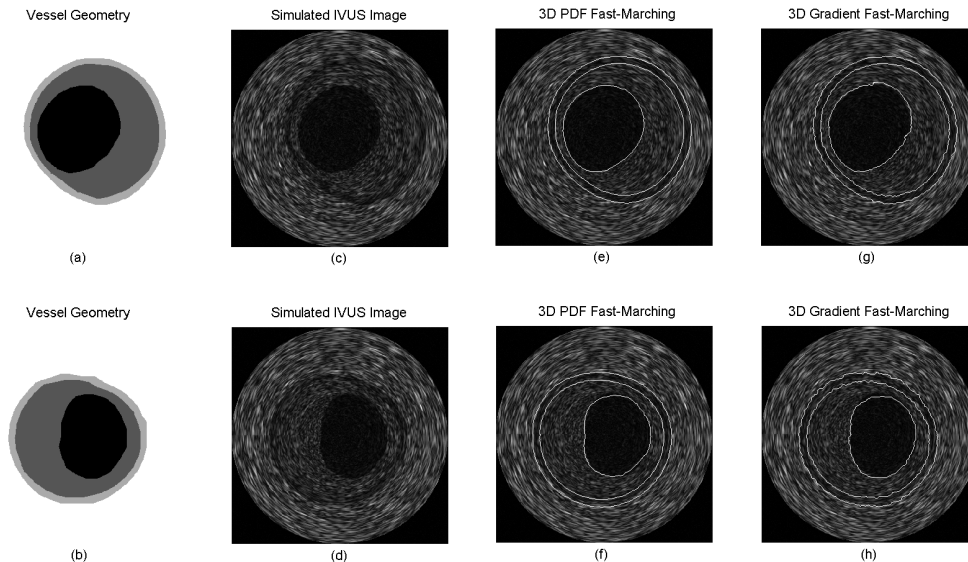 Vessel Geometry
Simulated IVUS Image
3D PDF Fast-Marching
3D Gradient Fast-Marching
(a)
(c)
(e)
(g)
Vessel Geometry
Simulated IVUS Image
3D PDF Fast-Marching
3D Gradient Fast-Marching
(b)
(d)
(f)
(h)